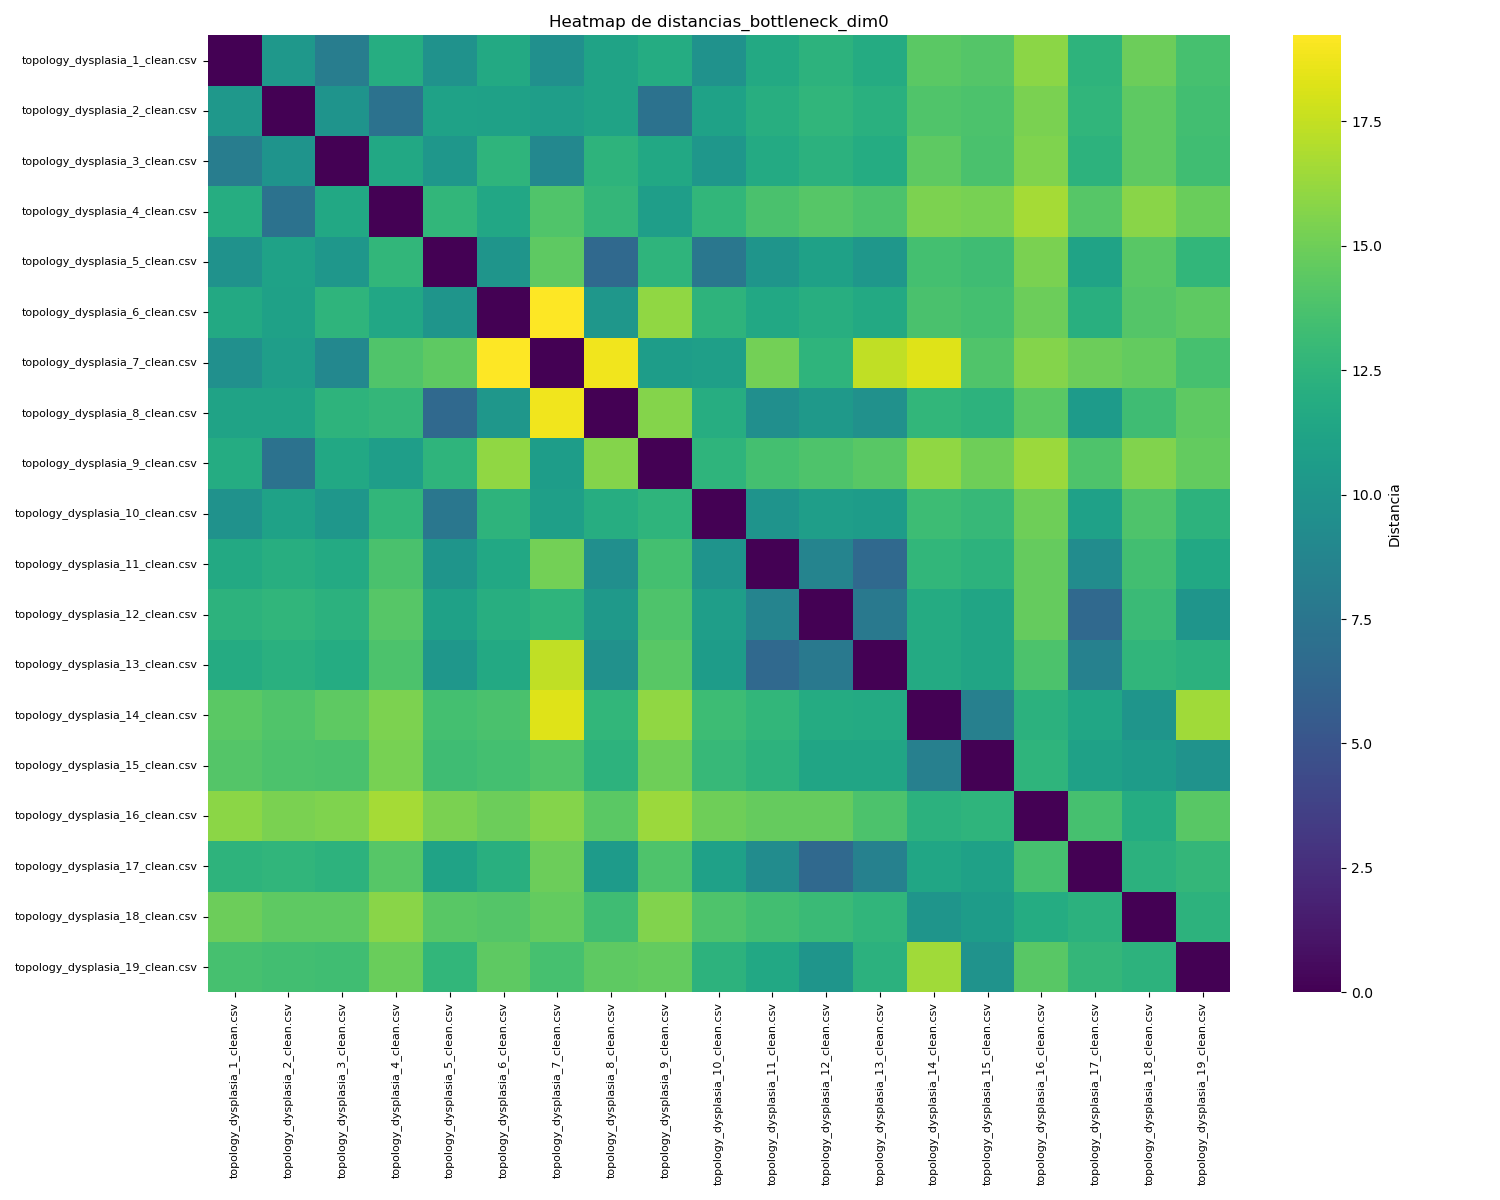 Heatmap de distancias_bottleneck_dim0
topology_dysplasia_1_clean.csv
topology_dysplasia_2_clean.csv
topology_dysplasia_3_clean.csv
topology_dysplasia_4_clean.csv
topology_dysplasia_5_clean.csv
topology_dysplasia_6_clean.csv
topology_dysplasia_7_clean.csv
topology_dysplasia_8_clean.csv
topology_dysplasia_9_clean.csv
topology_dysplasia_10_clean.csv
topology_dysplasia_11_clean.csv
topology_dysplasia_12_clean.csv
topology_dysplasia_13_clean.csv
topology_dysplasia_14_clean.csv
topology_dysplasia_15_clean.csv
topology_dysplasia_16_clean.csv
topology_dysplasia_17_clean.csv
topology_dysplasia_18_clean.csv
topology_dysplasia_19_clean.csv
topology_dysplasia_1_clean.csv
topology_dysplasia_2_clean.csv
topology_dysplasia_3_clean.csv
topology_dysplasia_4_clean.csv
topology_dysplasia_5_clean.csv
topology_dysplasia_6_clean.csv
topology_dysplasia_7_clean.csv
topology_dysplasia_8_clean.csv
topology_dysplasia_9_clean.csv
topology_dysplasia_10_clean.csv
topology_dysplasia_11_clean.csv
topology_dysplasia_12_clean.csv
topology_dysplasia_13_clean.csv
topology_dysplasia_14_clean.csv
topology_dysplasia_15_clean.csv
topology_dysplasia_16_clean.csv
topology_dysplasia_17_clean.csv
topology_dysplasia_18_clean.csv
topology_dysplasia_19_clean.csv
17.5
15.0
12.5
10.0
7.5
5.0
2.5
0.0
Distancia